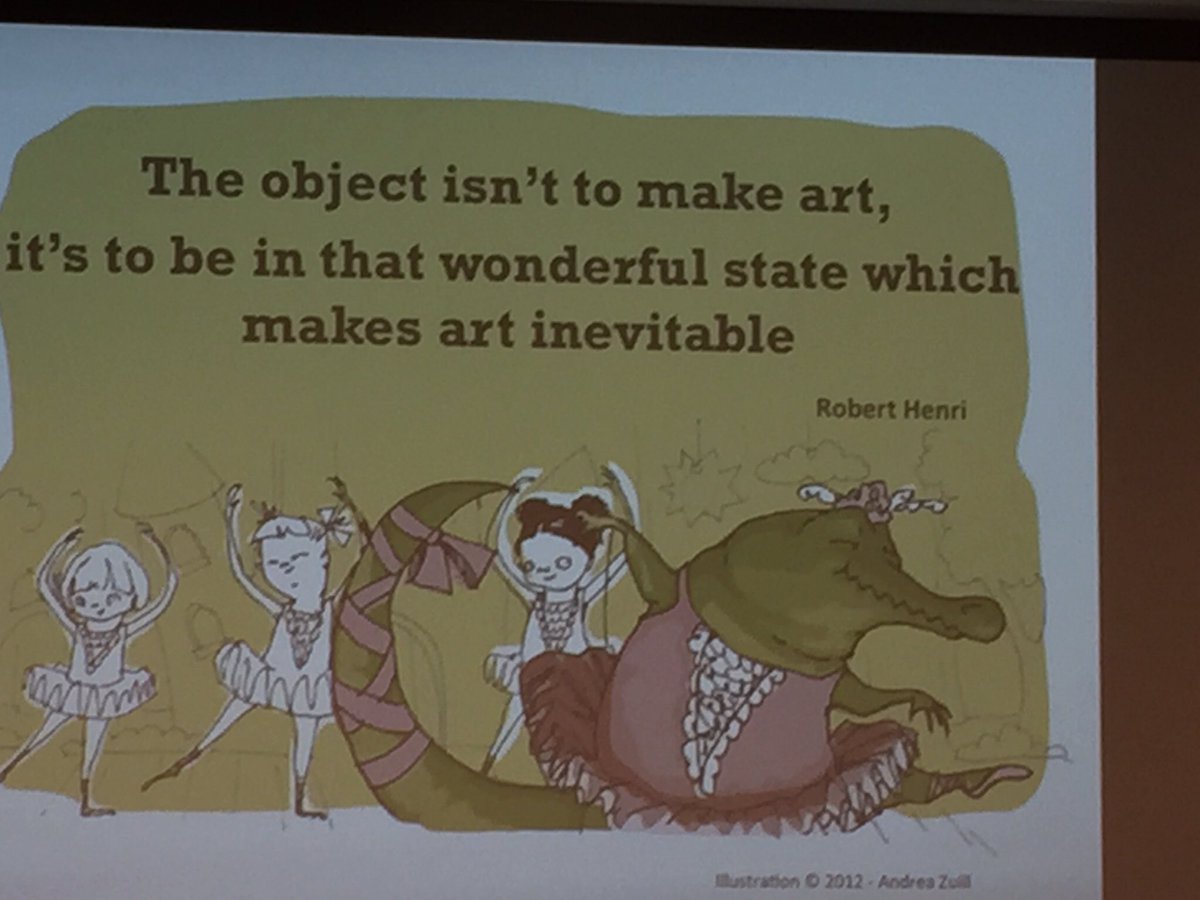 The object isn't to make art,
it's to be in that wonderful state which
makes art inevitable
Robert Henri
Illustration © 2012 - Andrea